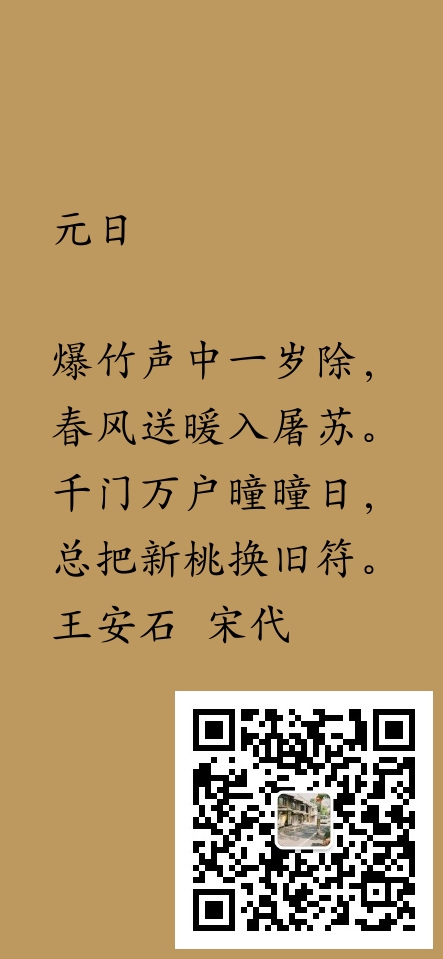 元日
爆竹声中一岁除，
春风送暖入屠苏。
千门万户曈曈日，
总把新桃换旧符。
王安石 宋代